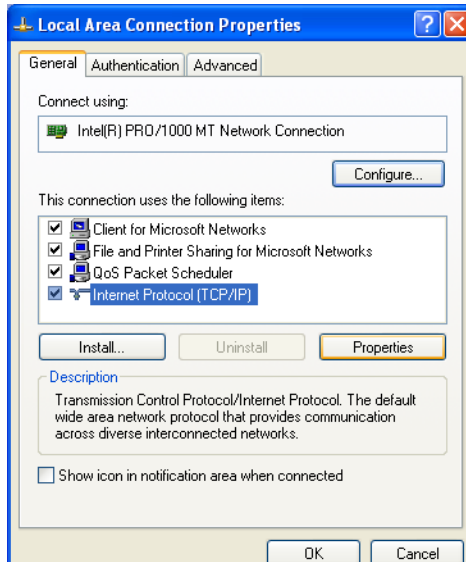 Local Area Connection Properties
General Authentication Advanced
Connect using:
Intel(R) PRO/1000 MT Network Connection
Configure...
This connection uses the following items:
Client for Microsoft Networks
File and Printer Sharing for Microsoft Networks
QoS Packet Scheduler
Internet Protocol (TCP/IP)
Install... Uninstall Properties
Description
Transmission Control Protocol/Internet Protocol. The default
wide area network protocol that provides communication
across diverse interconnected networks.
Show icon in notification area when connected
OK Cancel